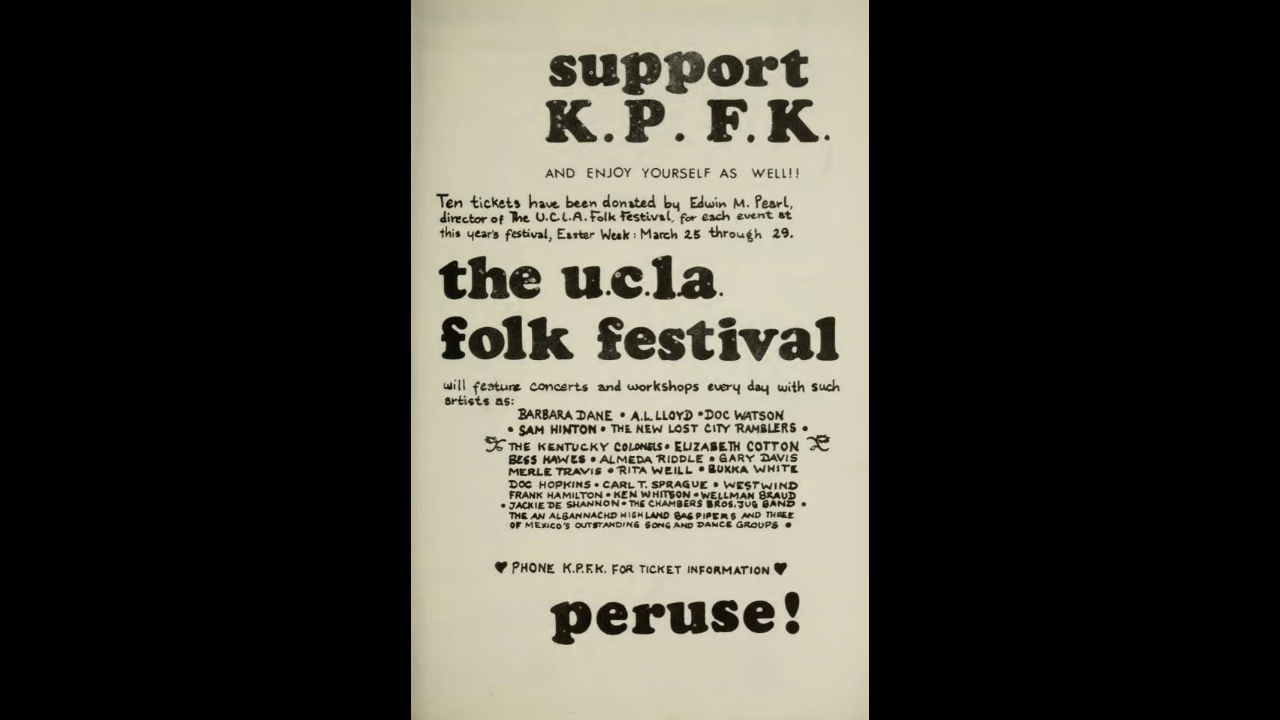 support
K.P.F.K.
AND ENJOY YOURSELF AS WELL!!
Ten tickets have been donated by Edwin M. Pearl,
director of The U.C.L.A. Folk Festival, for each event at
this year's festival, Easter Week: March 25 through 29.
the u.c.l.a.
folk festival
will feature concerts and workshops every day with such
artists as:
BARBARA DANE • A.L. LLOYD • DOC WATSON
• SAM HINTON • THE NEW LOST CITY RAMBLERS •
THE KENTUCKY COLONELS • ELIZABETH COTTON
BESS HAWES • ALMEDA RIDDLE • GARY DAVIS
MERLE TRAVIS • RITA WEILL • BUKKA WHITE
DOC HOPKINS • CARL T. SPRAGUE • WESTWIND
FRANK HAMILTON • KEN WHITSON • WELLMAN BRAUD
• JACKIE DE SHANNON • THE CHAMBERS BROS. JUG BAND •
THE AN ALBANNACHD HIGHLAND BAGPIPERS AND THREE
OF MEXICO'S OUTSTANDING SONG AND DANCE GROUPS •
♥ PHONE K.P.F.K. FOR TICKET INFORMATION ♥
peruse!